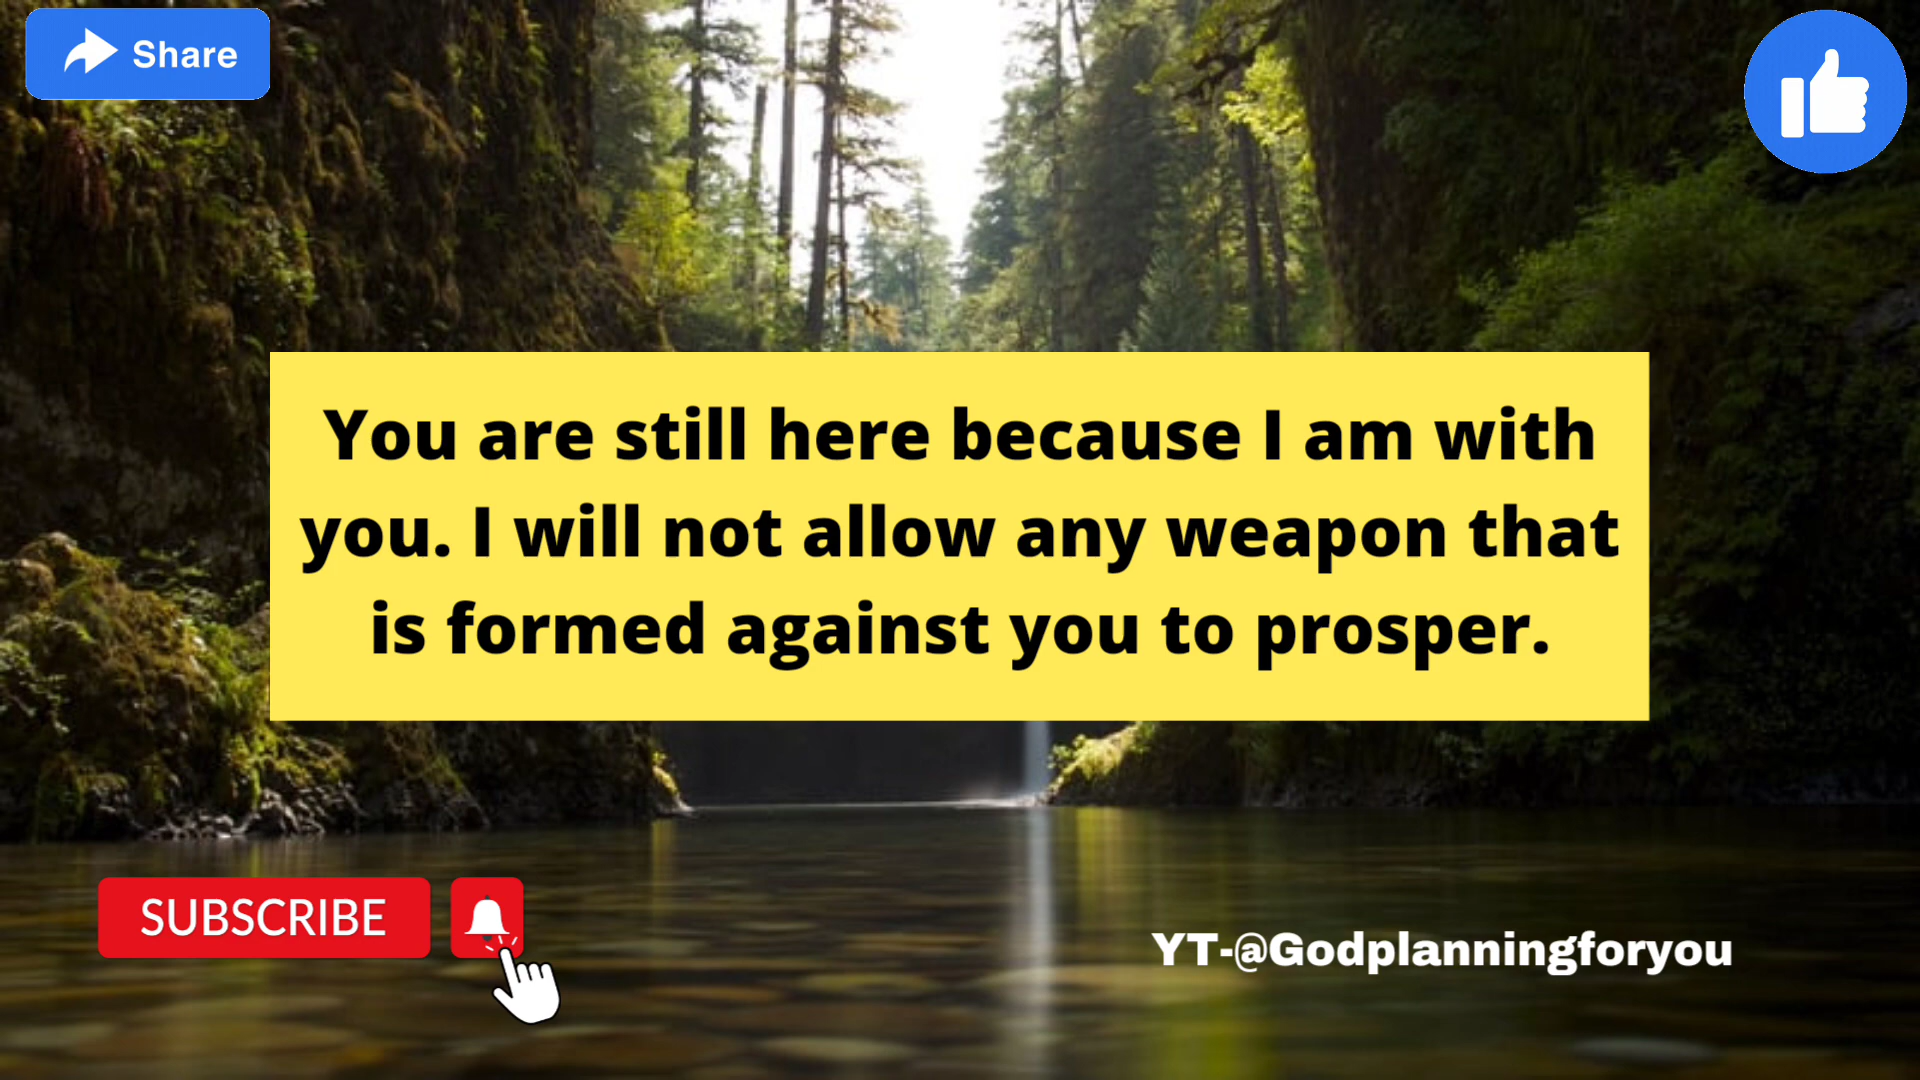 Share
You are still here because I am with
you. I will not allow any weapon that
is formed against you to prosper.
SUBSCRIBE
YT-@Godplanningforyou